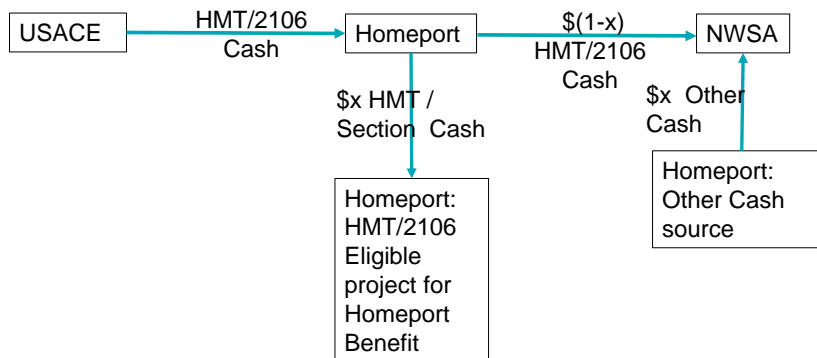 USACE
HMT/2106
Cash
Homeport
$(1-x)
HMT/2106
Cash
NWSA
$x HMT /
Section  Cash
$x  Other
Cash
Homeport:
HMT/2106
Eligible
project for
Homeport
Benefit
Homeport:
Other Cash
source